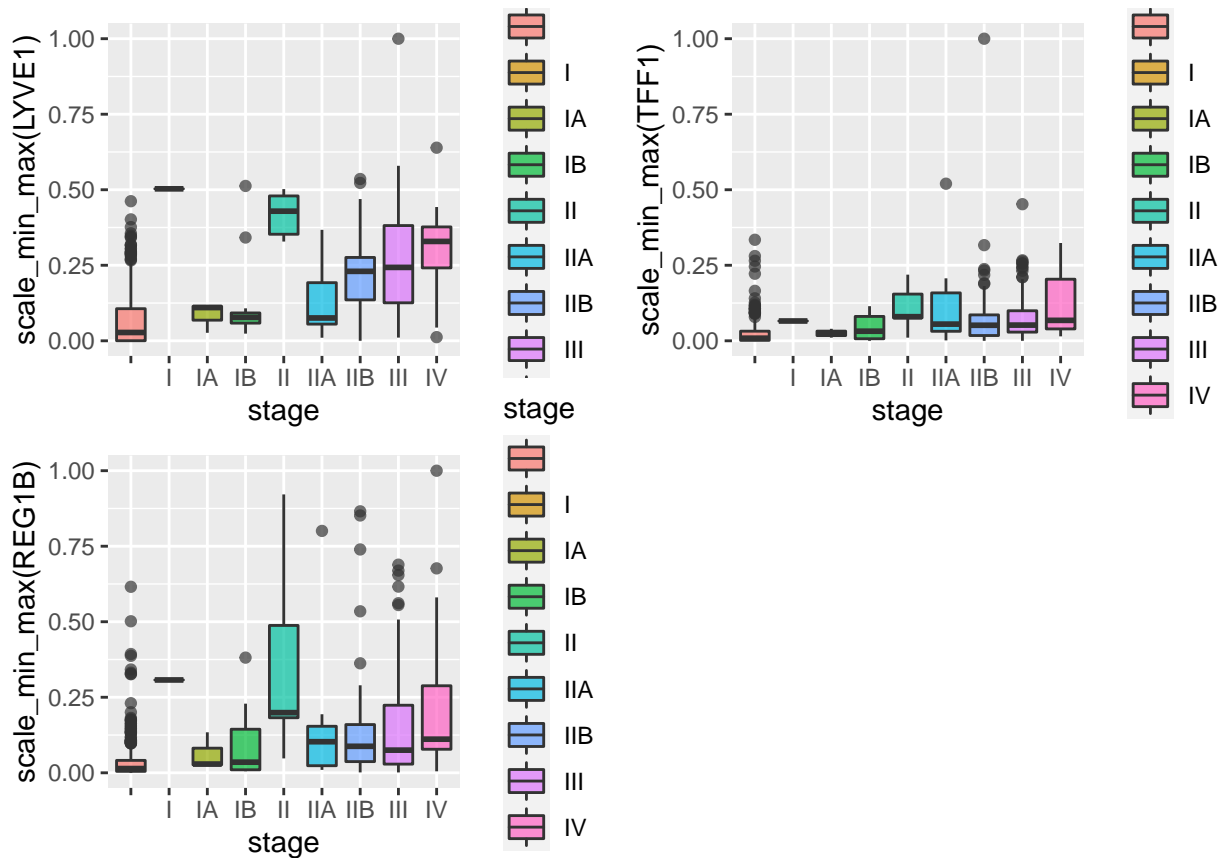 scale_min_max(LYVE1)
1.00
0.75
0.50
0.25
0.00
I IA IB II IIA IIB III IV
stage
I
IA
IB
II
IIA
IIB
III
stage
scale_min_max(TFF1)
1.00
0.75
0.50
0.25
0.00
I IA IB II IIA IIB III IV
stage
I
IA
IB
II
IIA
IIB
III
IV
scale_min_max(REG1B)
1.00
0.75
0.50
0.25
0.00
I IA IB II IIA IIB III IV
stage
I
IA
IB
II
IIA
IIB
III
IV